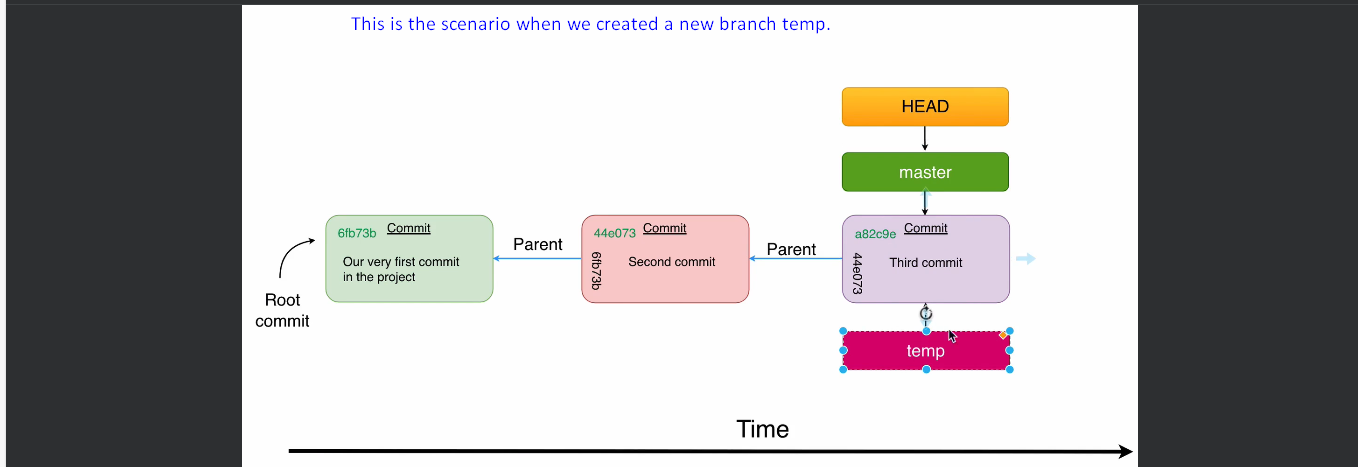 This is the scenario when we created a new branch temp.
HEAD
master
6fb73b Commit
Our very first commit
in the project
Parent
44e073 Commit
6fb73b
Second commit
Parent
a82c9e Commit
44e073
Third commit
Root
commit
temp
Time